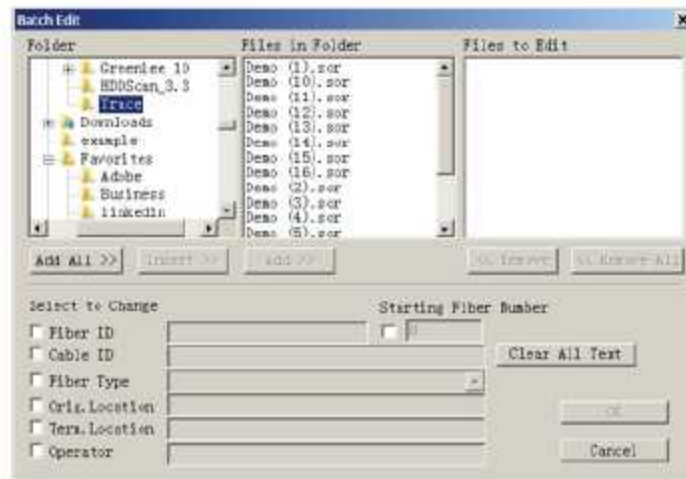 Batch Edit
Folder
Files in Folder
Files to Edit
Greenlee 10
HDDScan_3.3
Trace
Downloads
example
Favorites
Adobe
Business
linkedin
Demo (1).sor
Demo (10).sor
Demo (11).sor
Demo (12).sor
Demo (13).sor
Demo (14).sor
Demo (15).sor
Demo (16).sor
Demo (2).sor
Demo (3).sor
Demo (4).sor
Demo (5).sor
Add All >>
Insert >>
Add >>
<< Remove
<< Remove All
Select to Change
Starting Fiber Number
Fiber ID
Cable ID
Clear All Text
Fiber Type
Orig.Location
OK
Term.Location
Operator
Cancel